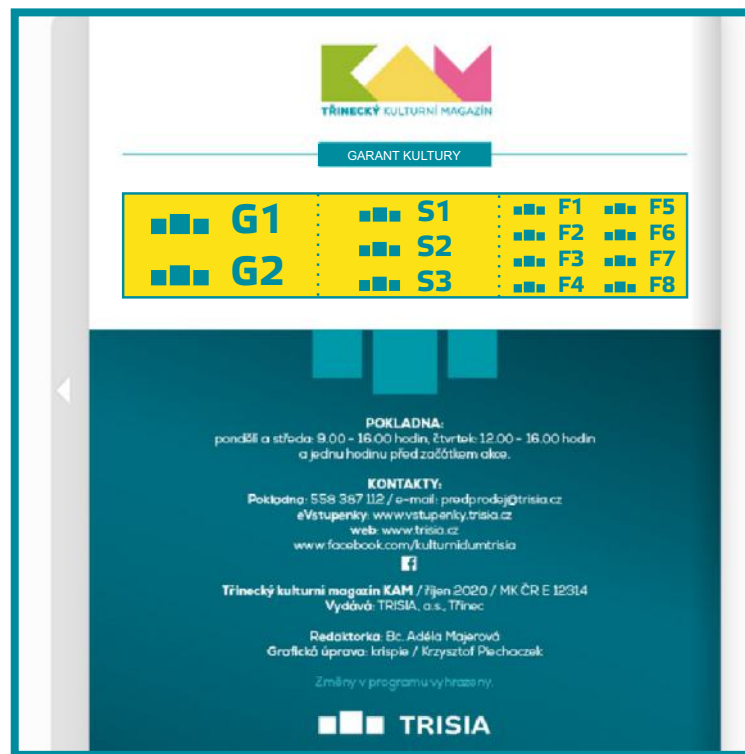 KAM
TŘINECKÝ KULTURNÍ MAGAZÍN
GARANT KULTURY
G1
G2
S1
S2
S3
F1 F5
F2 F6
F3 F7
F4 F8
POKLADNA:
pondělí a středa: 9.00 - 16.00 hodin, čtvrtek: 12.00 - 16.00 hodin
a jednu hodinu před začátkem akce.
KONTAKTY:
Pokladna: 558 387 112 / e-mail: predprodej@trisia.cz
eVstupenky: www.vstupenky.trisia.cz
web: www.trisia.cz
www.facebook.com/kulturnidumtrisia
Třinecký kulturní magazín KAM / říjen 2020 / MK ČR E 12314
Vydává: TRISIA, a.s., Třinec
Redaktorka: Bc. Adéla Majerová
Grafická úprava: krispie / Krzysztof Piechaczek
Změny v programu vyhrazeny.
TRISIA